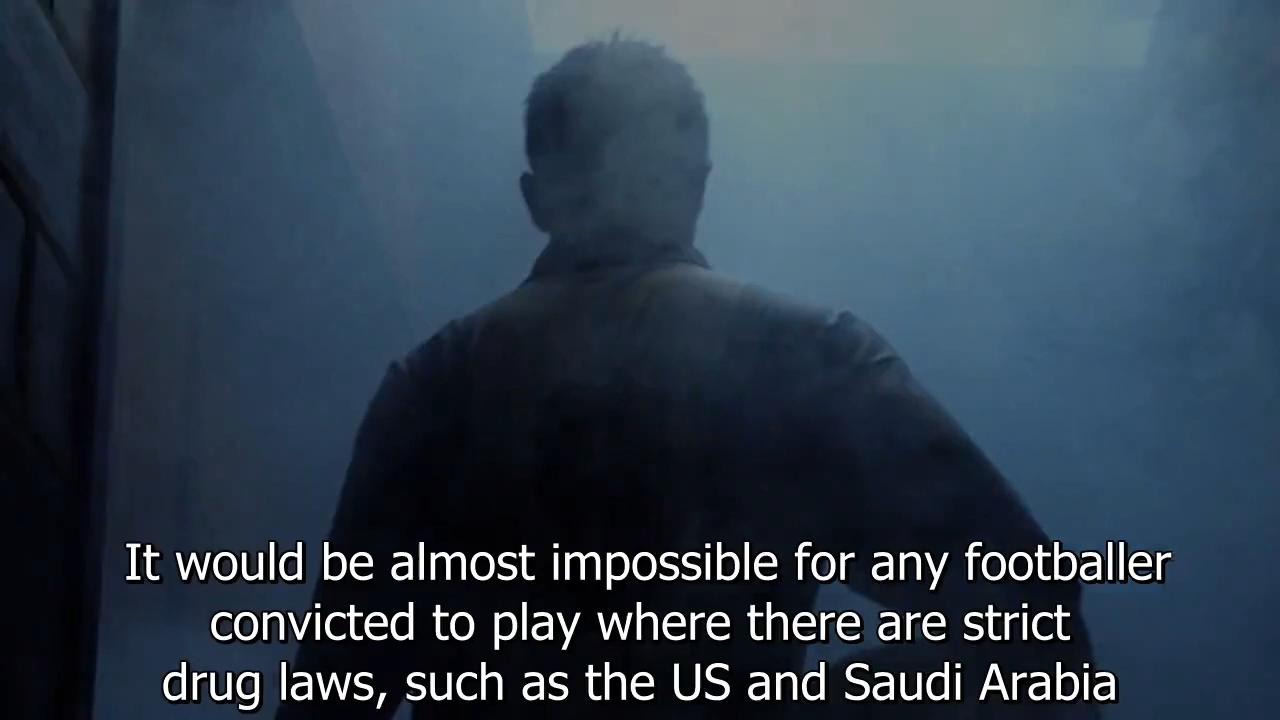 It would be almost impossible for any footballer
convicted to play where there are strict
drug laws, such as the US and Saudi Arabia